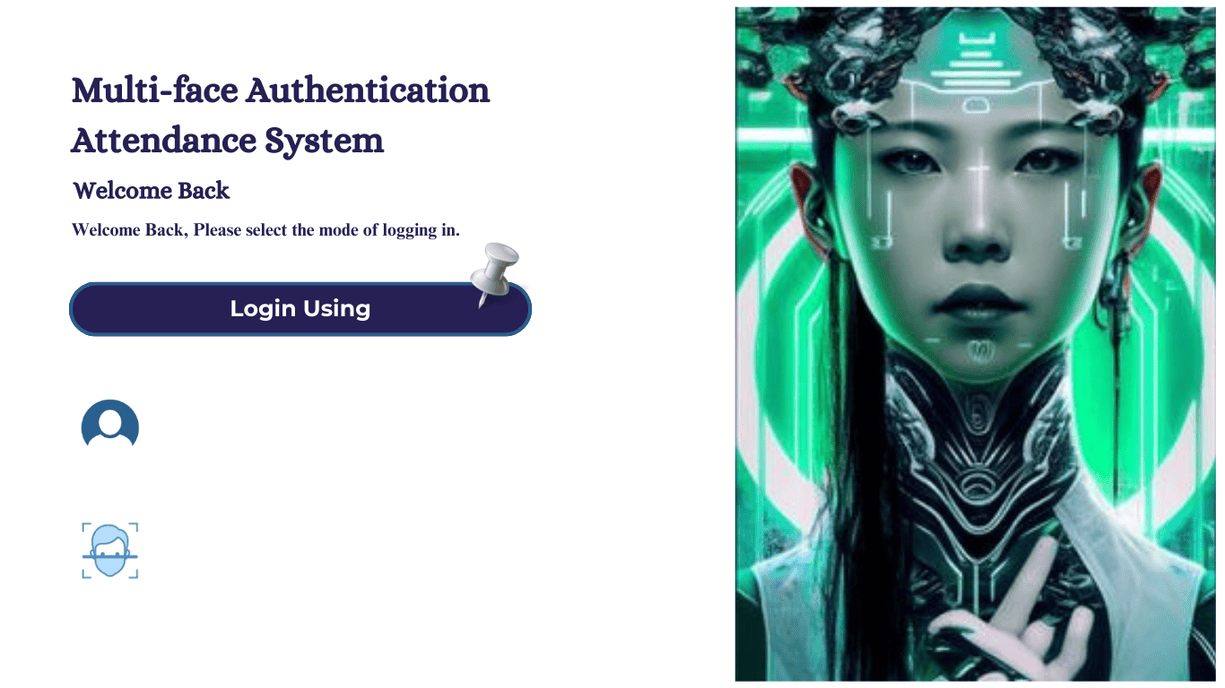 Multi-face Authentication
Attendance System
Welcome Back
Welcome Back, Please select the mode of logging in.
Login Using